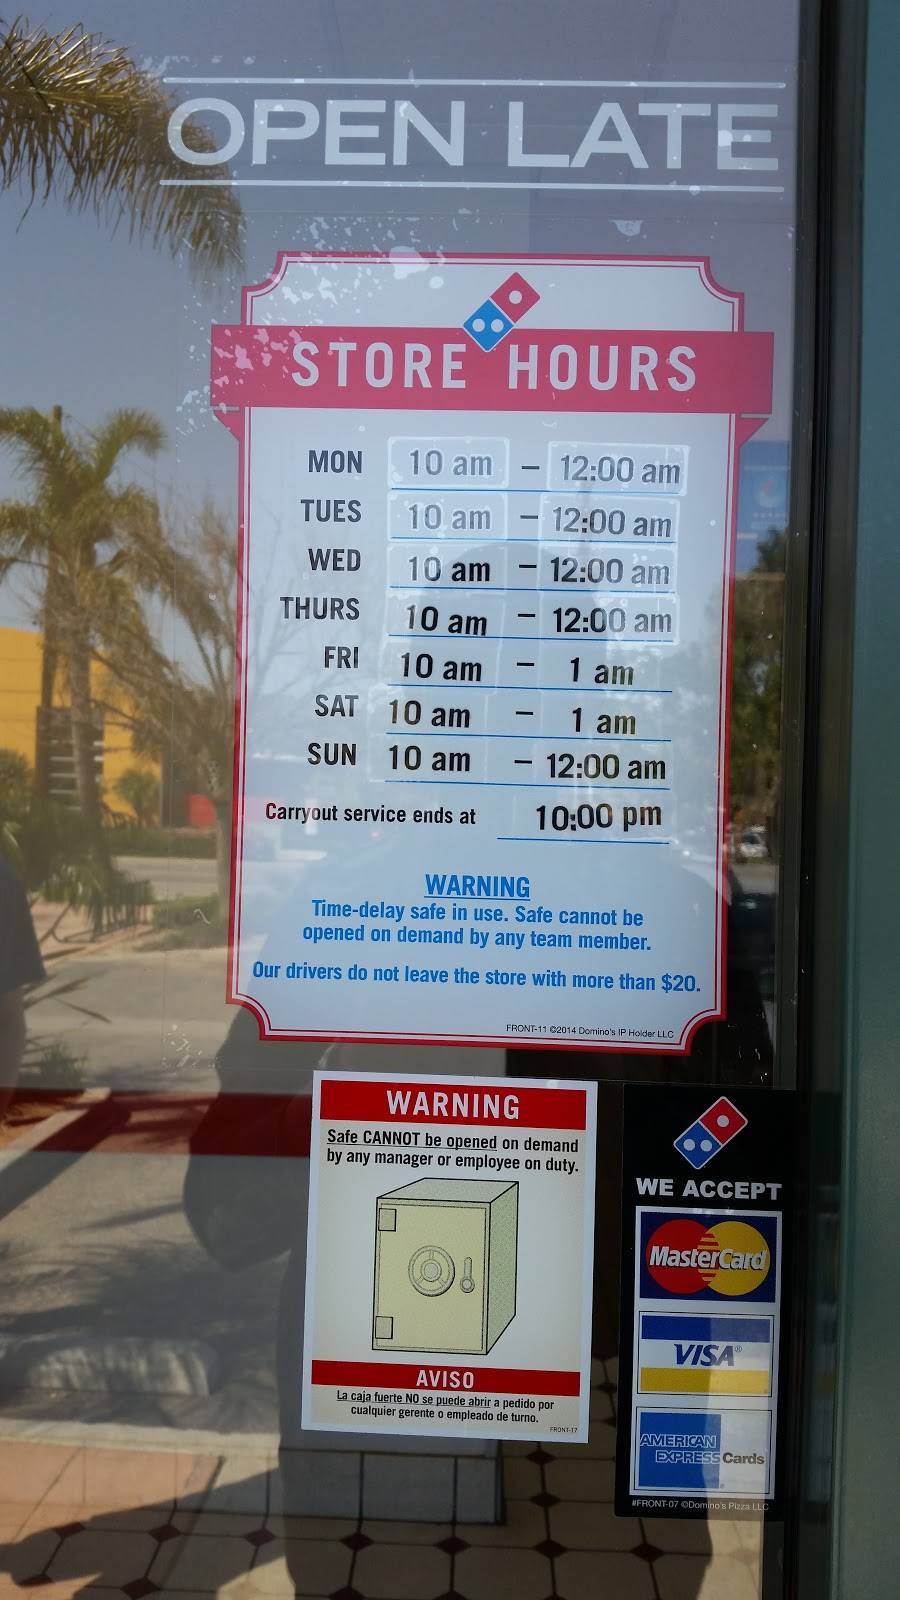 OPEN LATE
STORE HOURS
MON 10 am – 12:00 am
TUES 10 am – 12:00 am
WED 10 am – 12:00 am
THURS 10 am – 12:00 am
FRI 10 am – 1 am
SAT 10 am – 1 am
SUN 10 am – 12:00 am
Carryout service ends at 10:00 pm
WARNING
Time-delay safe in use. Safe cannot be
opened on demand by any team member.
Our drivers do not leave the store with more than $20.
FRONT-11 ©2014 Domino's IP Holder LLC
WARNING
Safe CANNOT be opened on demand
by any manager or employee on duty.
AVISO
La caja fuerte NO se puede abrir a pedido por
cualquier gerente o empleado de turno.
FRONT-17
WE ACCEPT
MasterCard
VISA®
AMERICAN
EXPRESS Cards
#FRONT-07 ©Domino's Pizza LLC